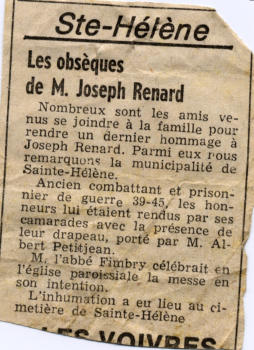 Ste-Hélène
Les obsèques
de M. Joseph Renard
Nombreux sont les amis ve-
nus se joindre à la famille pour
rendre un dernier hommage à
Joseph Renard. Parmi eux nous
remarquons la municipalité de
Sainte-Hélène.
Ancien combattant et prison-
nier de guerre 39-45, les hon-
neurs lui étaient rendus par ses
camarades avec la présence de
leur drapeau, porté par M. Al-
bert Petitjean.
M. l'abbé Fimbry célébrait en
l'église paroissiale la messe en
son intention.
L'inhumation a eu lieu au ci-
metière de Sainte-Hélène
LES VOIVRES